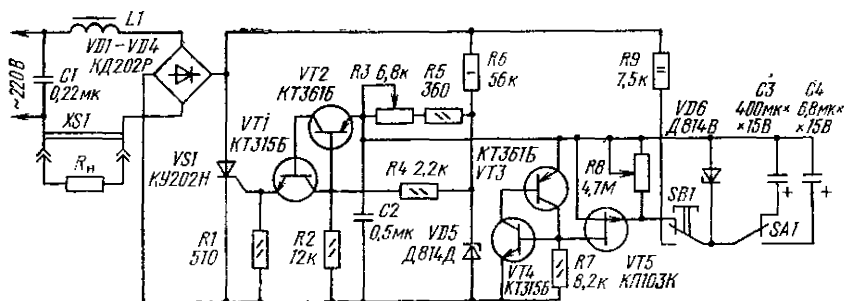 L1
~220В
C1
0,22мк
VD1-VD4
КД202Р
XS1
Rн
VS1
КУ202Н
VT1
КТ315Б
VT2
КТ361Б
R1
510
R2
12к
R3 6,8к
R5
360
R4 2,2к
C2
0,5мк
VD5
Д814Д
R6
56к
КТ361Б
VT3
VT4
КТ315Б
R7
8,2к
VT5
КП103К
R8
4,7М
R9
7,5к
VD6
Д814В
SB1
C3
400мк×
×15В
C4
6,8мк×
×15В
+
+
SA1